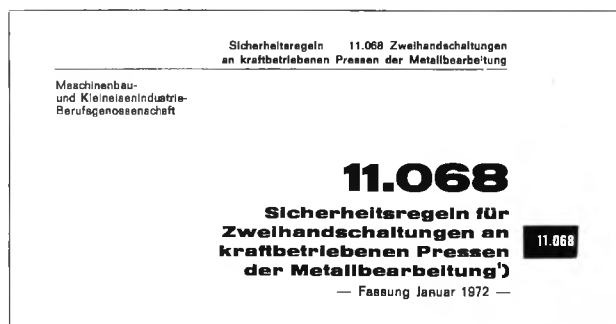 Sicherheitsregeln 11.068 Zweihandschaltungen
an kraftbetriebenen Pressen der Metallbearbeitung
Maschinenbau-
und Kleineisenindustrie-
Berufsgenossenschaft
11.068
Sicherheitsregeln für
Zweihandschaltungen an
kraftbetriebenen Pressen
der Metallbearbeitung¹)
— Fassung Januar 1972 —
11.068